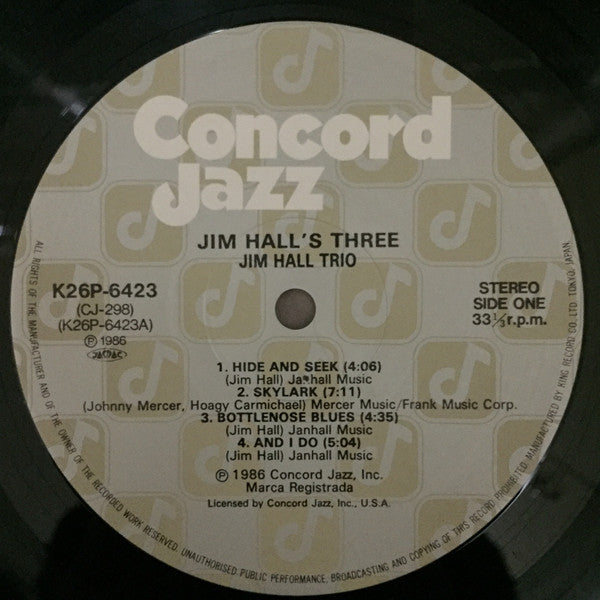 Concord
Jazz
JIM HALL'S THREE
JIM HALL TRIO
K26P-6423
(CJ-298)
(K26P-6423A)
Ⓟ 1986
JASRAC
STEREO
SIDE ONE
33 1/3 r.p.m.
1. HIDE AND SEEK (4:06)
(Jim Hall) Janhall Music
2. SKYLARK (7:11)
(Johnny Mercer, Hoagy Carmichael) Mercer Music/Frank Music Corp.
3. BOTTLENOSE BLUES (4:35)
(Jim Hall) Janhall Music
4. AND I DO (5:04)
(Jim Hall) Janhall Music
Ⓟ 1986 Concord Jazz, Inc.
Marca Registrada
Licensed by Concord Jazz, Inc., U.S.A.
ALL RIGHTS OF THE MANUFACTURER AND OF THE OWNER OF THE RECORDED WORK RESERVED. UNAUTHORISED PUBLIC PERFORMANCE, BROADCASTING AND COPYING OF THIS RECORD PROHIBITED. MANUFACTURED BY KING RECORD CO. LTD. TOKYO, JAPAN.